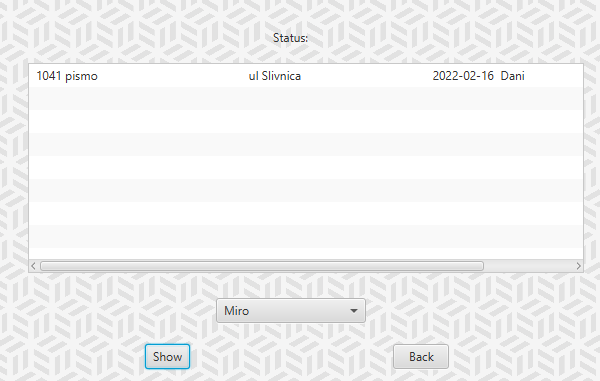 Status:
1041 pismo ul Slivnica 2022-02-16 Dani
Miro
Show Back